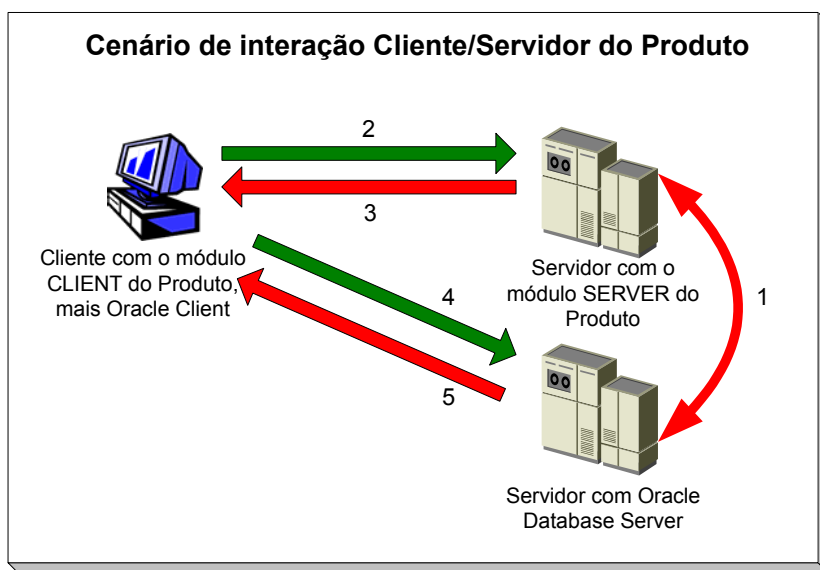 Cenário de interação Cliente/Servidor do Produto
2
3
Cliente com o módulo
CLIENT do Produto,
mais Oracle Client
Servidor com o
módulo SERVER do
Produto
1
4
5
Servidor com Oracle
Database Server